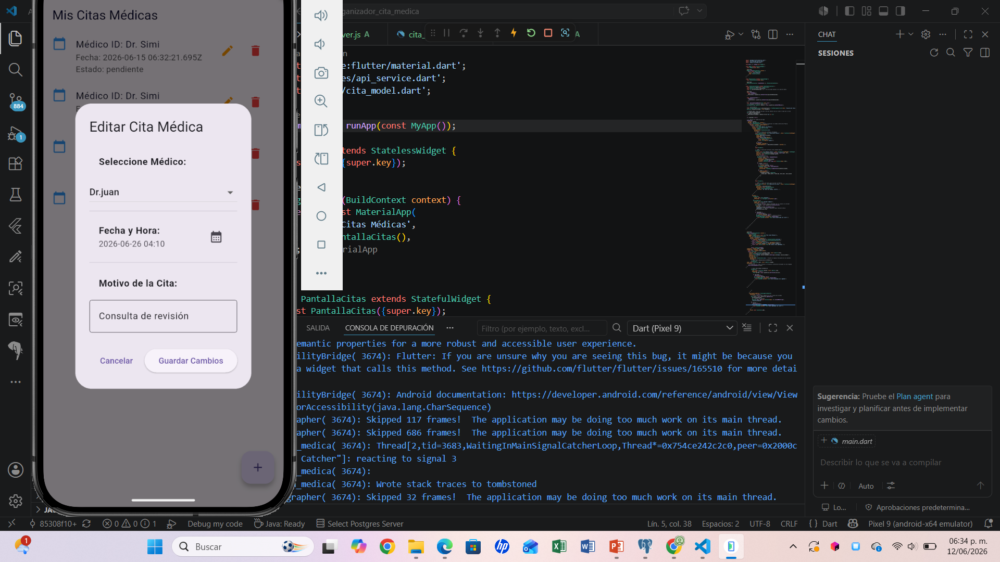 Mis Citas Médicas
Médico ID: Dr. Simi
Fecha: 2026-06-15 06:32:21.695Z
Estado: pendiente
Médico ID: Dr. Simi
Editar Cita Médica
Seleccione Médico:
Dr.juan
Fecha y Hora:
2026-06-26 04:10
Motivo de la Cita:
Consulta de revisión
Cancelar
Guardar Cambios
+
884
1
ganizador_cita_medica
ver.js A
cita_
A
e:flutter/material.dart';
es/api_service.dart';
/cita_model.dart';
runApp(const MyApp());
tends StatelessWidget {
{super.key});
(BuildContext context) {
st MaterialApp(
Citas Médicas',
ntallaCitas(),
rialApp
PantallaCitas extends StatefulWidget {
st PantallaCitas({super.key});
SALIDA
CONSOLA DE DEPURACIÓN
Filtro (por ejemplo, texto, excl...
Dart (Pixel 9)
emantic properties for a more robust and accessible user experience.
ilityBridge( 3674): Flutter: If you are unsure why you are seeing this bug, it might be because you
a widget that calls this method. See https://github.com/flutter/flutter/issues/165510 for more detai
ilityBridge( 3674): Android documentation: https://developer.android.com/reference/android/view/View
orAccessibility(java.lang.CharSequence)
apher( 3674): Skipped 117 frames!  The application may be doing too much work on its main thread.
apher( 3674): Skipped 686 frames!  The application may be doing too much work on its main thread.
_medica( 3674): Thread[2,tid=3683,WaitingInMainSignalCatcherLoop,Thread*=0x754ce242c2c0,peer=0x2000c
Catcher"]: reacting to signal 3
_medica( 3674):
_medica( 3674): Wrote stack traces to tombstoned
grapher( 3674): Skipped 32 frames!  The application may be doing too much work on its main thread.
CHAT
SESIONES
Sugerencia: Pruebe el Plan agent para
investigar y planificar antes de implementar
cambios.
main.dart
Describir lo que se va a compilar
Auto
Lo...
Aprobaciones predetermina...
85308f10+
0 0 1
Debug my code
Java: Ready
Select Postgres Server
Lín. 5, col. 38
Espacios: 2
UTF-8
CRLF
{ } Dart
Pixel 9 (android-x64 emulator)
1
Buscar
06:34 p. m.
12/06/2026